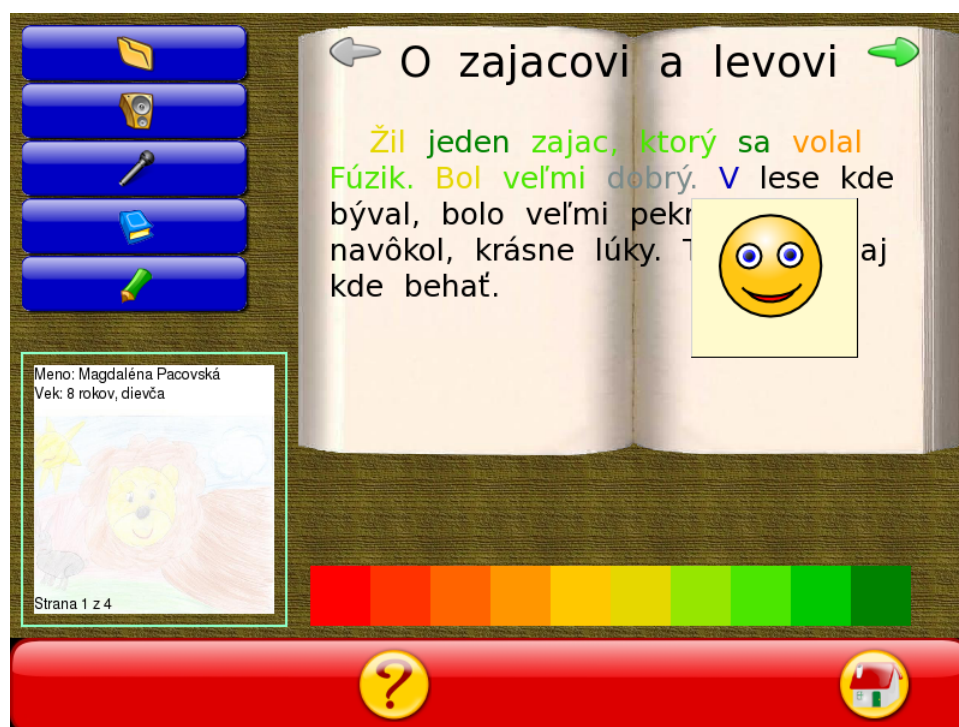 O zajacovi a levovi
Žil jeden zajac, ktorý sa volal
Fúzik. Bol veľmi dobrý. V lese kde
býval, bolo veľmi
navôkol, krásne lúky. aj
kde behať.
Meno: Magdaléna Pacovská
Vek: 8 rokov, dievča
Strana 1 z 4
?